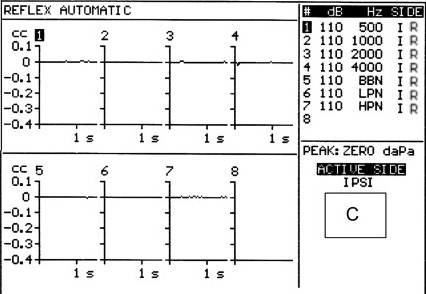 REFLEX AUTOMATIC
cc 1 2 3 4
0.1
0
-0.1
-0.2
-0.3
-0.4
1 s 1 s 1 s
cc 5 6 7 8
0.1
0
-0.1
-0.2
-0.3
-0.4
1 s 1 s 1 s
# dB Hz SIDE
1 110 500 I R
2 110 1000 I R
3 110 2000 I R
4 110 4000 I R
5 110 BBN I R
6 110 LPN I R
7 110 HPN I R
8
PEAK: ZERO daPa
ACTIVE SIDE
IPSI
C